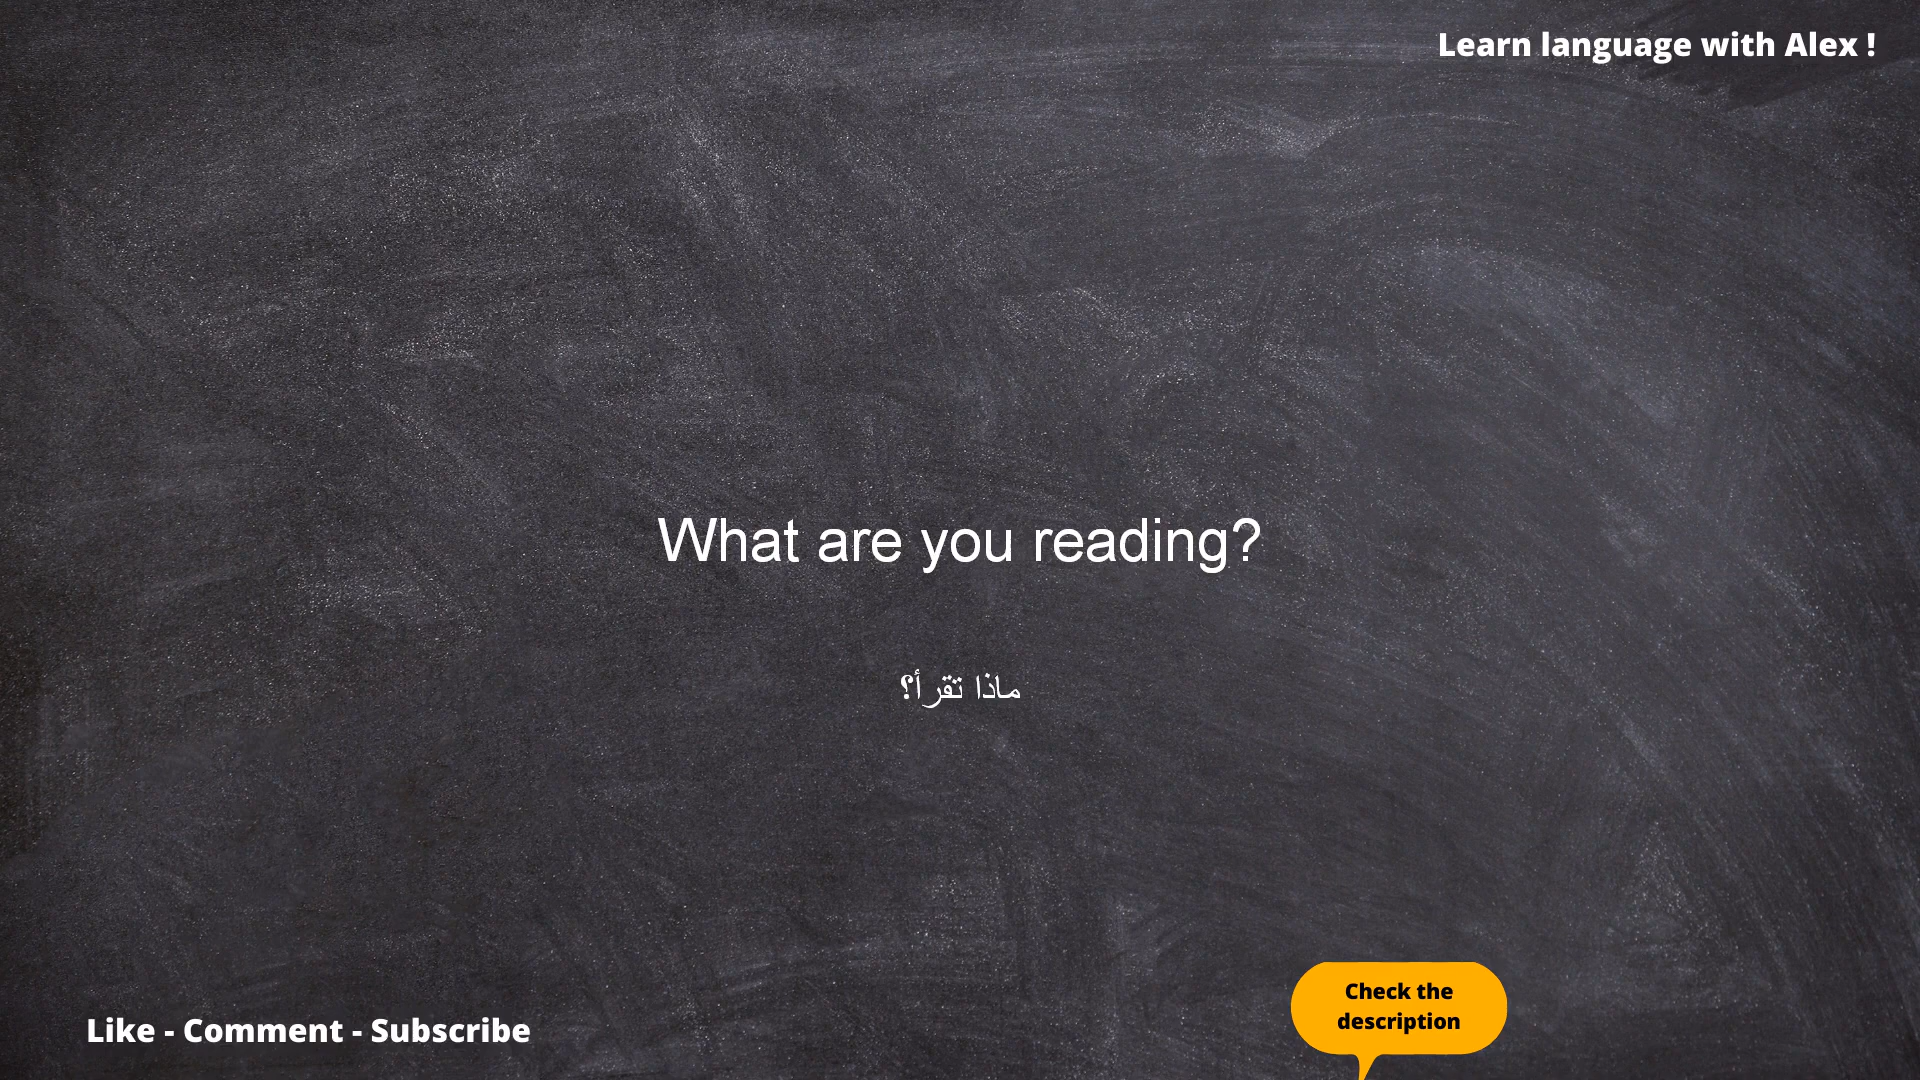 Learn language with Alex !
What are you reading?
ماذا تقرأ؟
Check the
description
Like - Comment - Subscribe